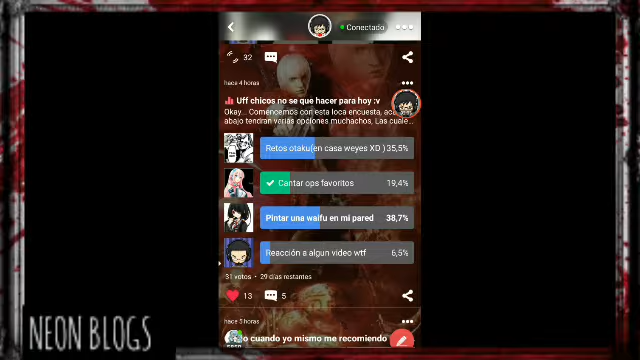 Conectado
32
hace 4 horas
Uff chicos no se que hacer para hoy :v
Okay... Comencemos con esta loca encuesta, acá
abajo tendran varias opciones muchachos, Las cuale...
Retos otaku(en casa weyes XD ) 35,5%
Cantar ops favoritos 19,4%
Pintar una waifu en mi pared 38,7%
Reacción a algun video wtf 6,5%
31 votos • 29 días restantes
13 5
hace 5 horas
o cuando yo mismo me recomiendo
NEON BLOGS